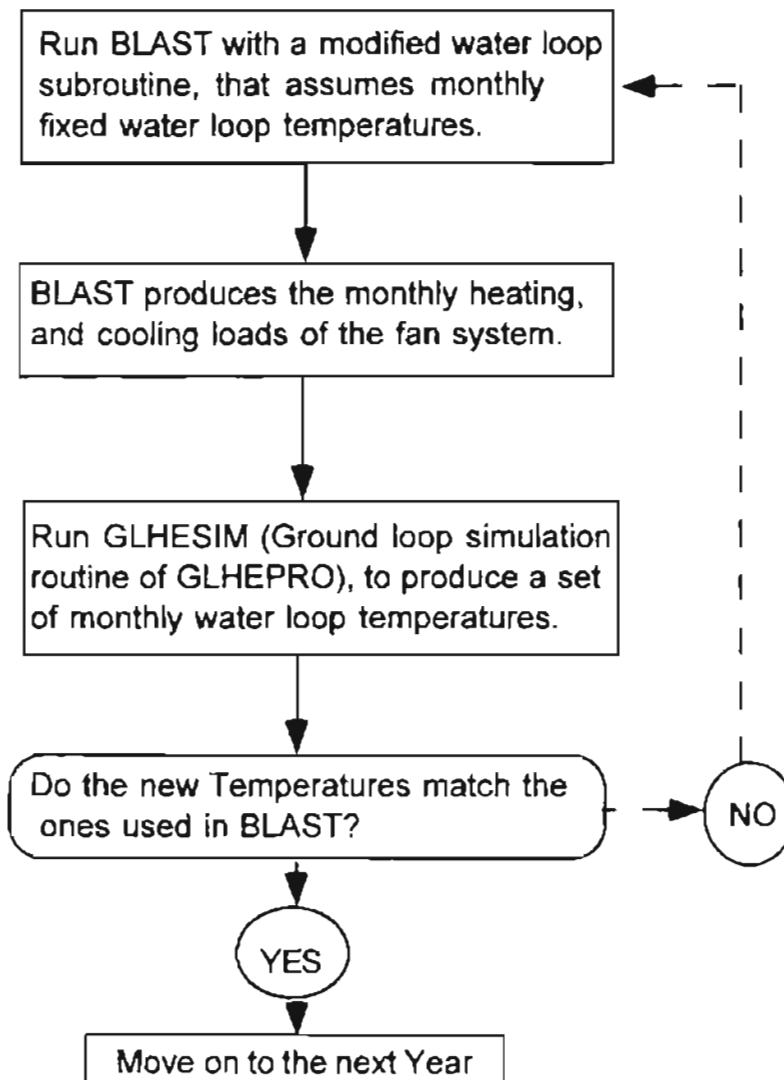 Run BLAST with a modified water loop
subroutine, that assumes monthly
fixed water loop temperatures.
BLAST produces the monthly heating,
and cooling loads of the fan system.
Run GLHESIM (Ground loop simulation
routine of GLHEPRO), to produce a set
of monthly water loop temperatures.
Do the new Temperatures match the
ones used in BLAST?
NO
YES
Move on to the next Year